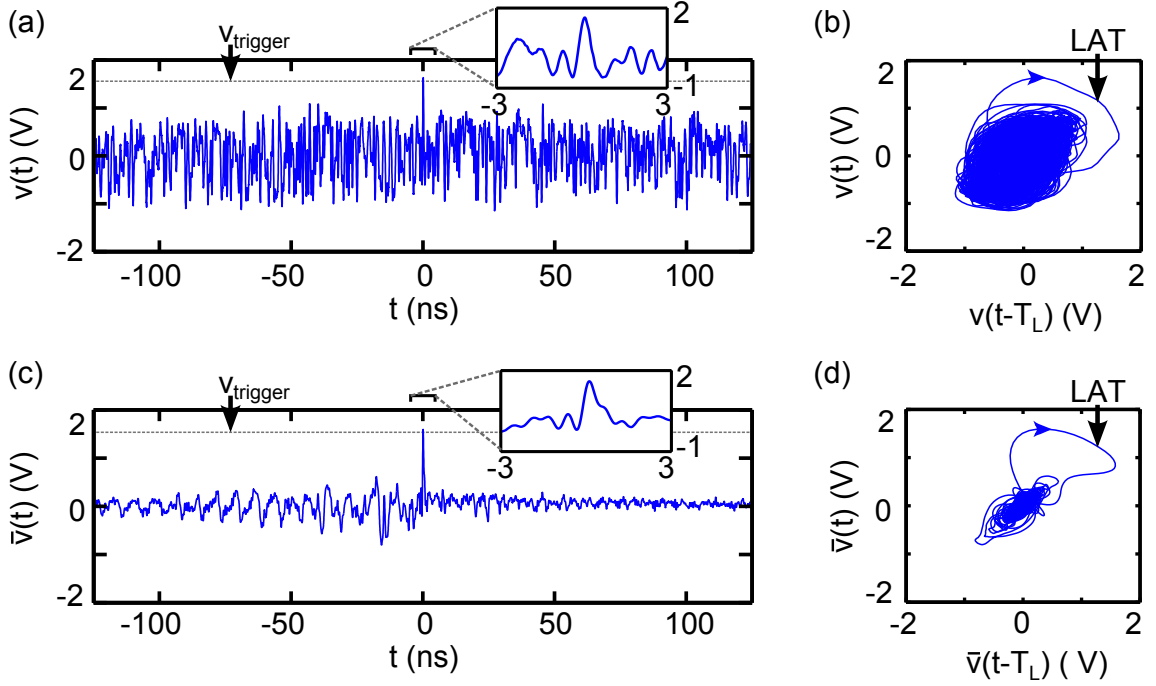 (a)
v_trigger
v(t) (V)
2
0
-2
-100
-50
0
50
100
t (ns)
2
-1
-3
3
(b)
LAT
v(t) (V)
2
0
-2
-2
0
2
v(t-T_L) (V)
(c)
v_trigger
v̄(t) (V)
2
0
-2
-100
-50
0
50
100
t (ns)
2
-1
-3
3
(d)
LAT
v̄(t) (V)
2
0
-2
-2
0
2
v̄(t-T_L) ( V)